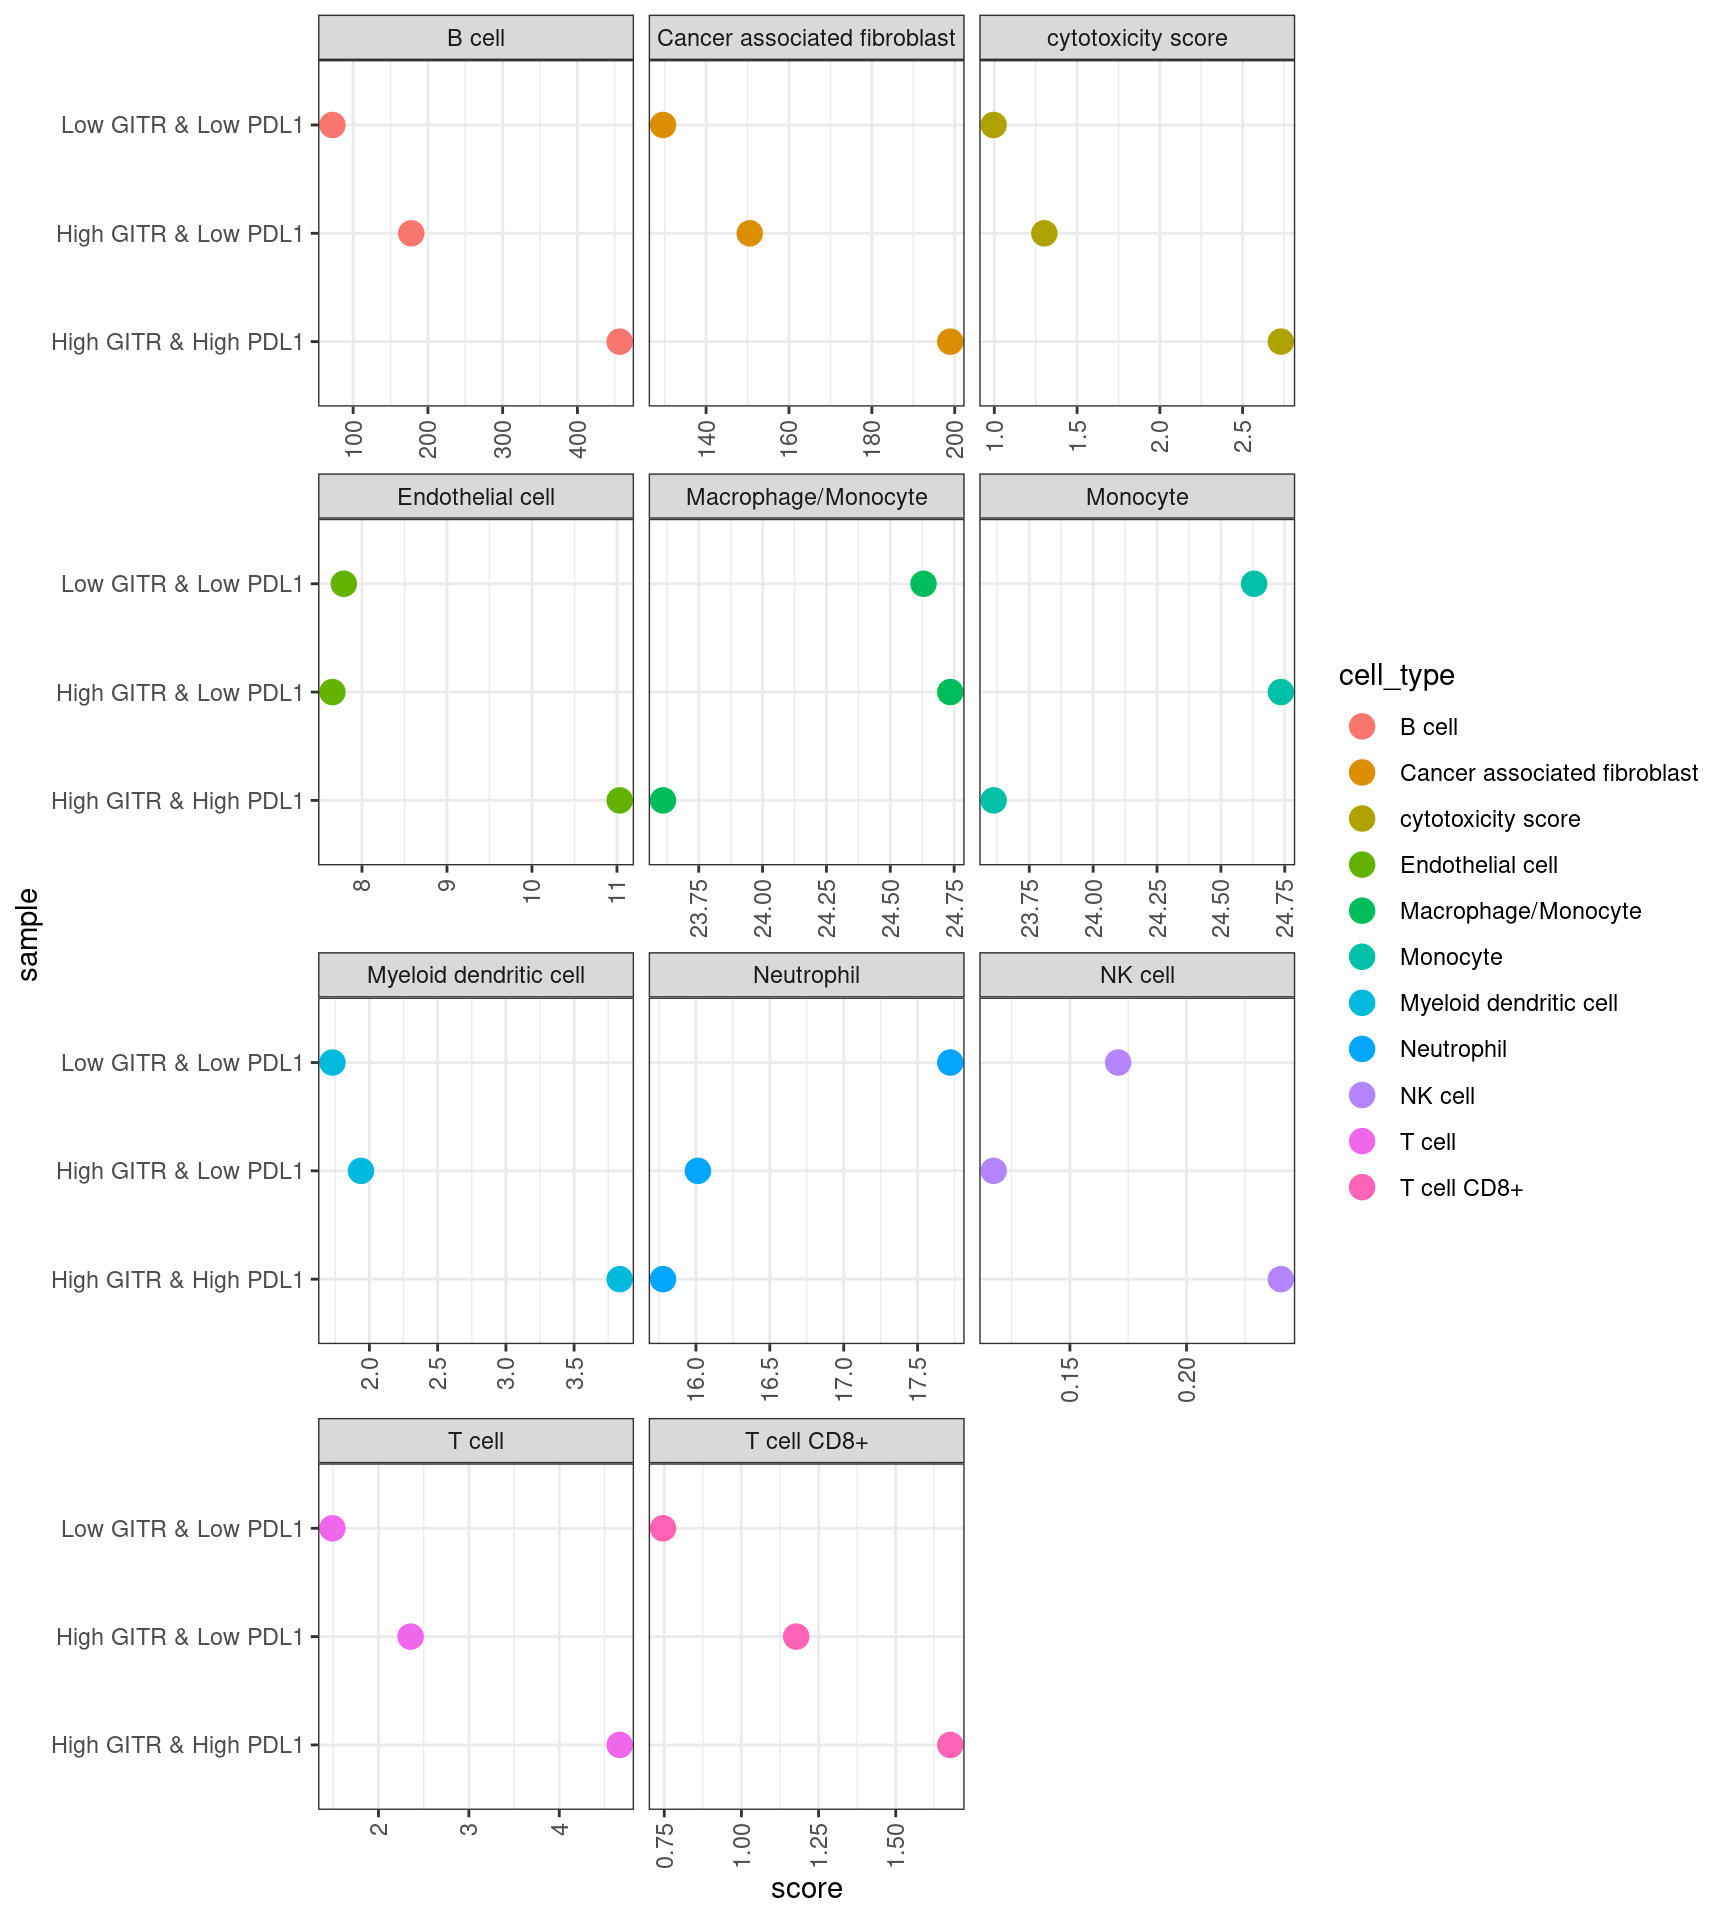 B cell
Cancer associated fibroblast
cytotoxicity score
Low GITR & Low PDL1
High GITR & Low PDL1
High GITR & High PDL1
100
200
300
400
140
160
180
200
1.0
1.5
2.0
2.5
Endothelial cell
Macrophage/Monocyte
Monocyte
Low GITR & Low PDL1
High GITR & Low PDL1
High GITR & High PDL1
8
9
10
11
23.75
24.00
24.25
24.50
24.75
23.75
24.00
24.25
24.50
24.75
Myeloid dendritic cell
Neutrophil
NK cell
Low GITR & Low PDL1
High GITR & Low PDL1
High GITR & High PDL1
2.0
2.5
3.0
3.5
16.0
16.5
17.0
17.5
0.15
0.20
T cell
T cell CD8+
Low GITR & Low PDL1
High GITR & Low PDL1
High GITR & High PDL1
2
3
4
0.75
1.00
1.25
1.50
score
sample
cell_type
B cell
Cancer associated fibroblast
cytotoxicity score
Endothelial cell
Macrophage/Monocyte
Monocyte
Myeloid dendritic cell
Neutrophil
NK cell
T cell
T cell CD8+